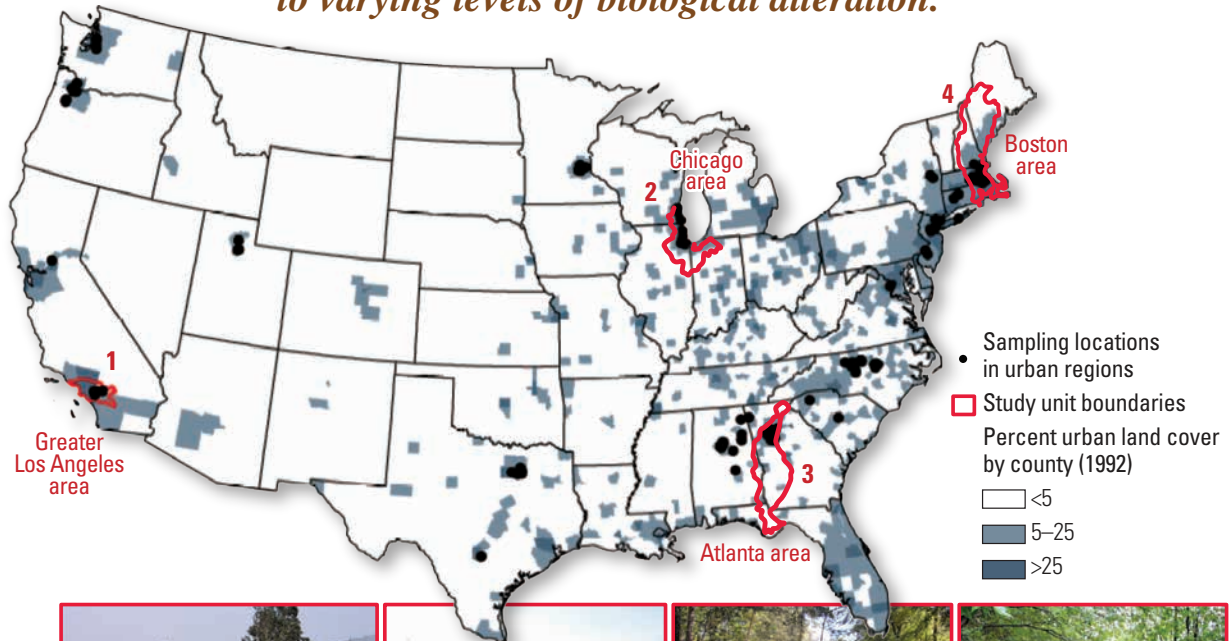 to varying levels of biological alteration.
4
Boston
area
Chicago
area
2
1
Greater
Los Angeles
area
3
Atlanta area
Sampling locations
in urban regions
Study unit boundaries
Percent urban land cover
by county (1992)
<5
5–25
>25